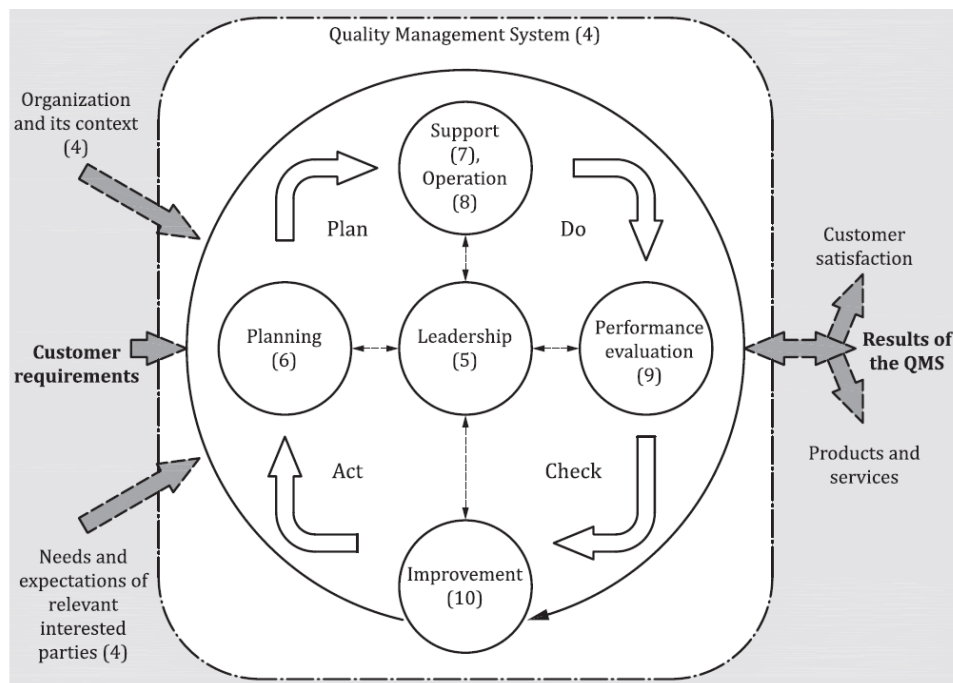 Quality Management System (4)
Organization
and its context
(4)
Support
(7),
Operation
(8)
Plan
Do
Customer
satisfaction
Planning
(6)
Leadership
(5)
Performance
evaluation
(9)
Customer
requirements
Results of
the QMS
Act
Check
Products and
services
Needs and
expectations of
relevant
interested
parties (4)
Improvement
(10)